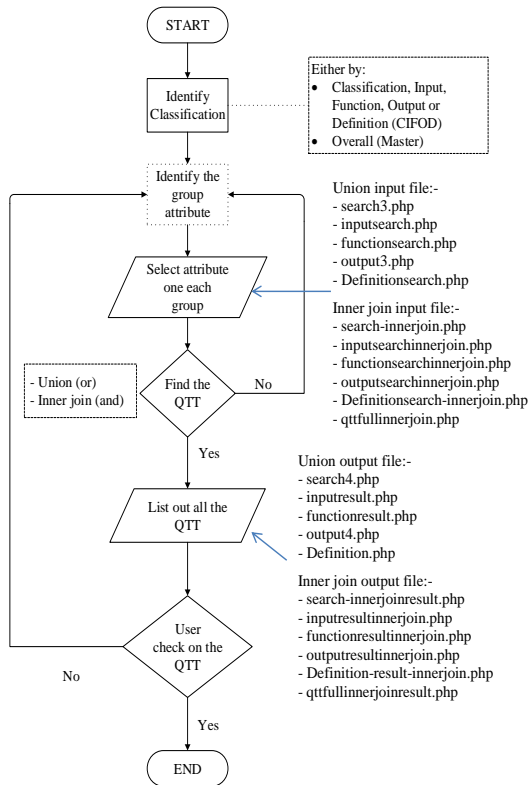 START
Identify
Classification
Either by:
• Classification, Input,
Function, Output or
Definition (CIFOD)
• Overall (Master)
Identify the
group
attribute
Union input file:-
- search3.php
- inputsearch.php
- functionsearch.php
- output3.php
- Definitionsearch.php
Select attribute
one each
group
Inner join input file:-
- search-innerjoin.php
- inputsearchinnerjoin.php
- functionsearchinnerjoin.php
- outputsearchinnerjoin.php
- Definitionsearch-innerjoin.php
- qttfullinnerjoin.php
- Union (or)
- Inner join (and)
Find the
QTT
No
Yes
Union output file:-
- search4.php
- inputresult.php
- functionresult.php
- output4.php
- Definition.php
List out all the
QTT
Inner join output file:-
- search-innerjoinresult.php
- inputresultinnerjoin.php
- functionresultinnerjoin.php
- outputresultinnerjoin.php
- Definition-result-innerjoin.php
- qttfullinnerjoinresult.php
User
check on the
QTT
No
Yes
END